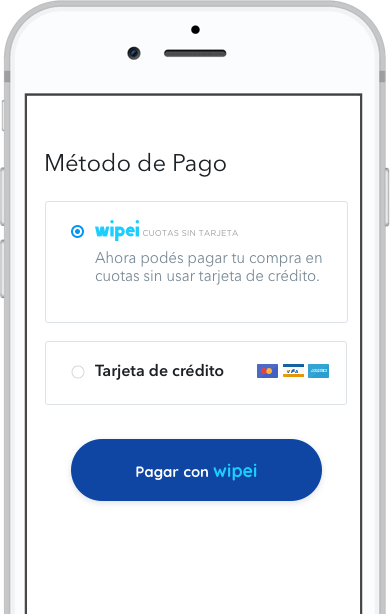 Método de Pago
wipei CUOTAS SIN TARJETA
Ahora podés pagar tu compra en
cuotas sin usar tarjeta de crédito.
Tarjeta de crédito
Pagar con wipei